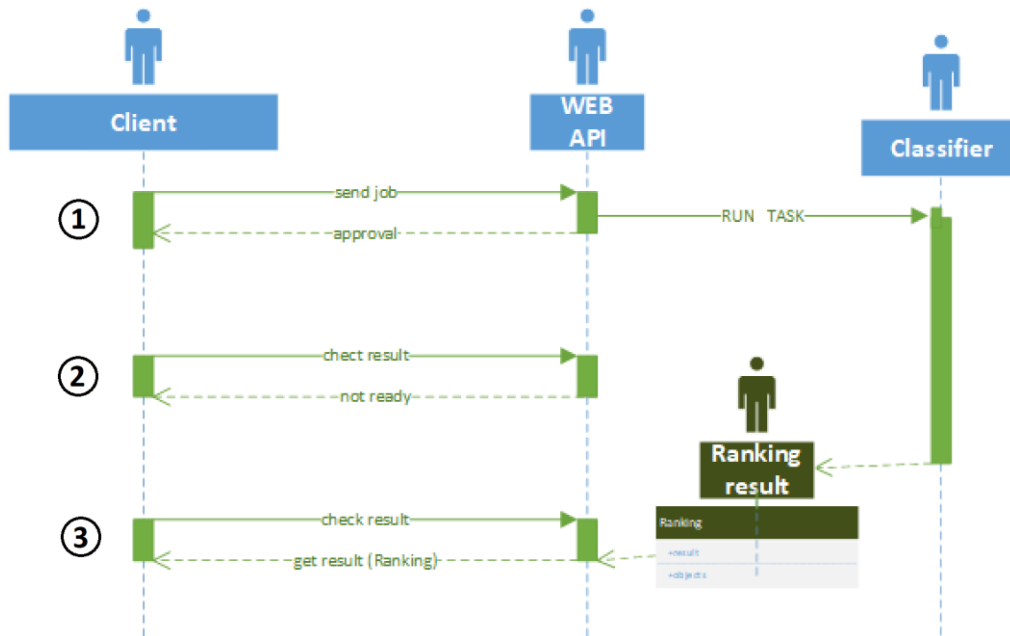 Client
WEB
API
Classifier
1
send job
RUN TASK
approval
2
chect result
not ready
Ranking
result
3
check result
Ranking
get result (Ranking)
+result
+objects